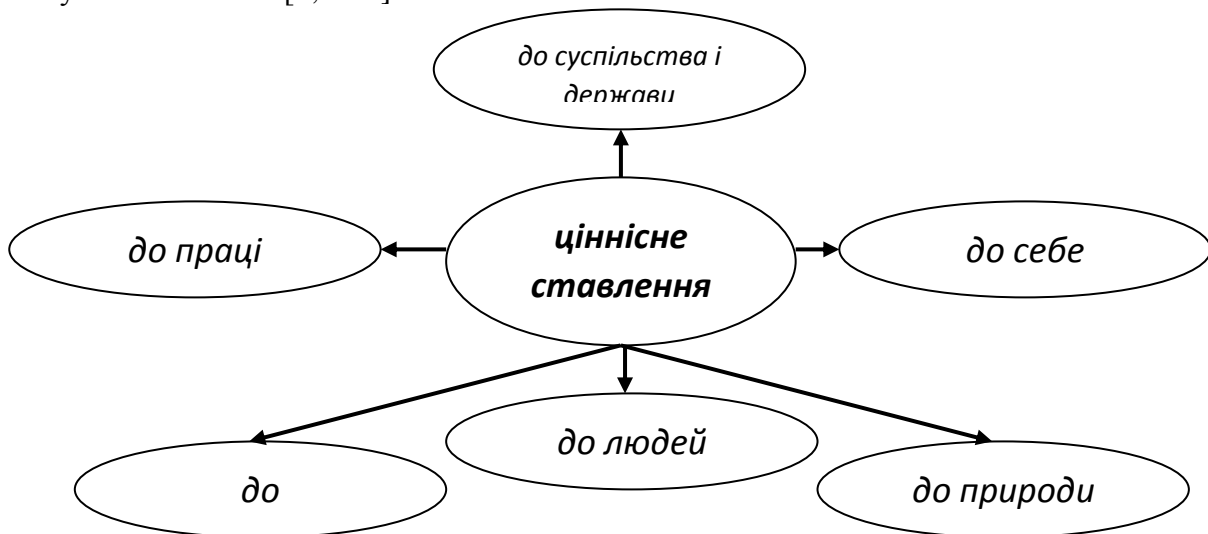 до суспільства і
держави
до праці
ціннісне
ставлення
до себе
до людей
до
до природи